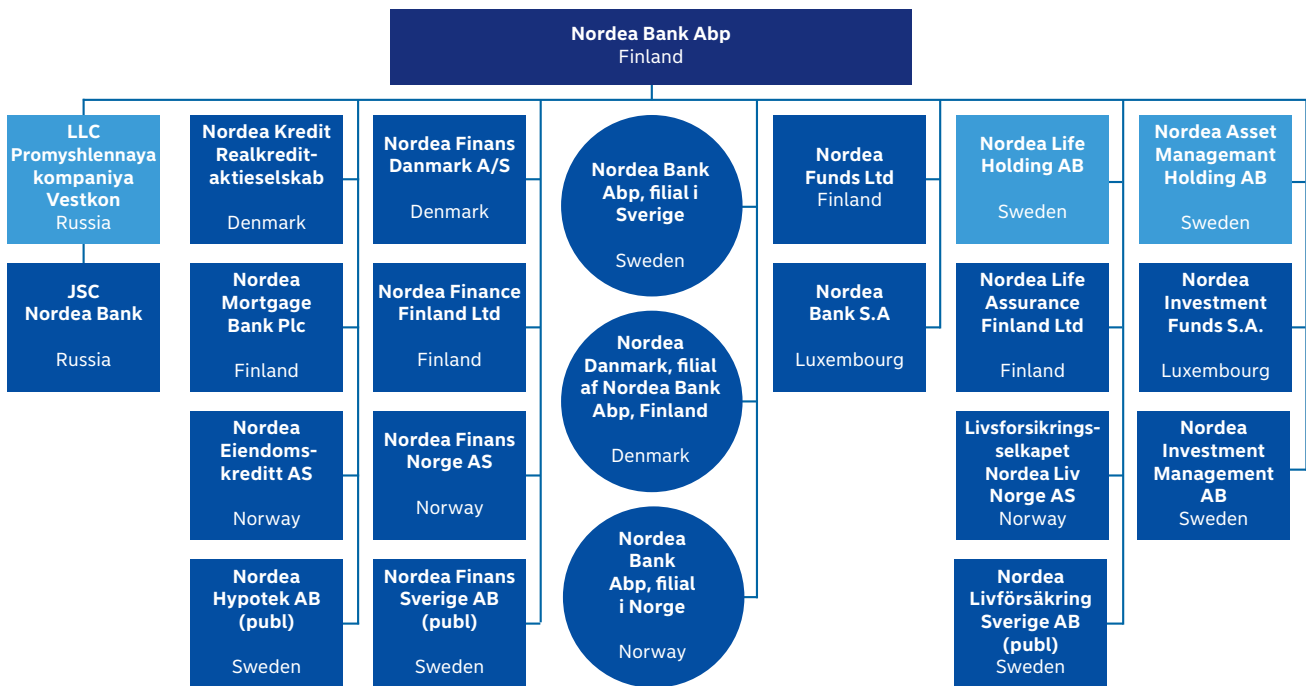 Nordea Bank Abp
Finland
LLC
Promyshlennaya
kompaniya
Vestkon
Russia
JSC
Nordea Bank
Russia
Nordea Kredit
Realkredit-
aktieselskab
Denmark
Nordea
Mortgage
Bank Plc
Finland
Nordea
Eiendoms-
kreditt AS
Norway
Nordea
Hypotek AB
(publ)
Sweden
Nordea Finans
Danmark A/S
Denmark
Nordea Finance
Finland Ltd
Finland
Nordea Finans
Norge AS
Norway
Nordea Finans
Sverige AB
(publ)
Sweden
Nordea Bank
Abp, filial i
Sverige
Sweden
Nordea
Danmark, filial
af Nordea Bank
Abp, Finland
Denmark
Nordea
Bank
Abp, filial
i Norge
Norway
Nordea
Funds Ltd
Finland
Nordea
Bank S.A
Luxembourg
Nordea Life
Holding AB
Sweden
Nordea Life
Assurance
Finland Ltd
Finland
Livsforsikrings-
selkapet
Nordea Liv
Norge AS
Norway
Nordea
Livförsäkring
Sverige AB
(publ)
Sweden
Nordea Asset
Managemant
Holding AB
Sweden
Nordea
Investment
Funds S.A.
Luxembourg
Nordea
Investment
Management
AB
Sweden